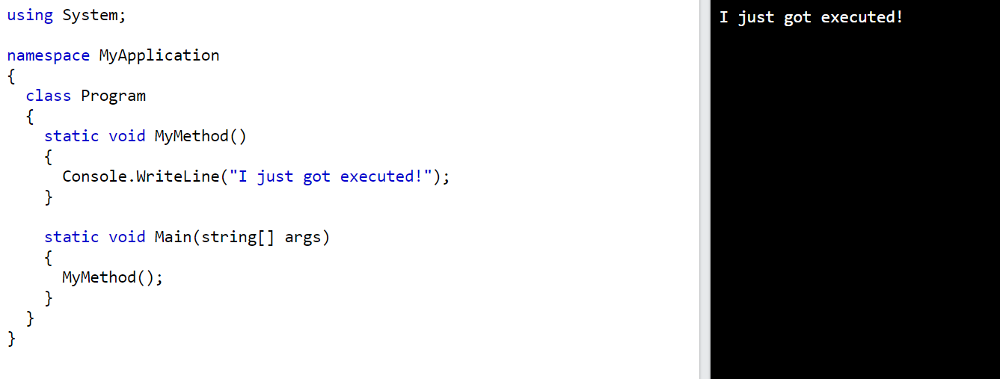 using System;
namespace MyApplication
{
class Program
{
static void MyMethod()
{
Console.WriteLine("I just got executed!");
}
static void Main(string[] args)
{
MyMethod();
}
}
}
I just got executed!